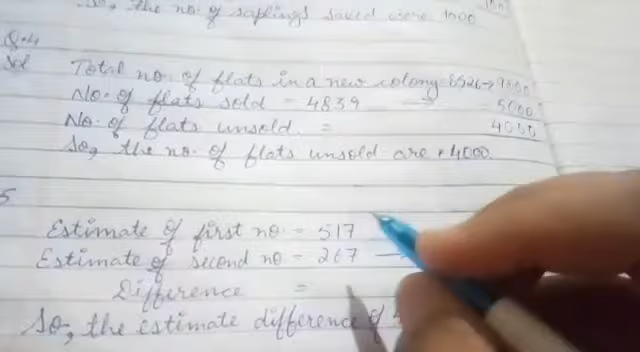 So, the no. of saplings saved were 1000
Q.4
Sol Total no. of flats in a new colony = 8526 → 9000
No. of flats sold = 4839 → 5000
No. of flats unsold = 4000
So, the no. of flats unsold are 4000.
5
Estimate of first no = 517
Estimate of second no = 267 —
Difference =
So, the estimate difference of